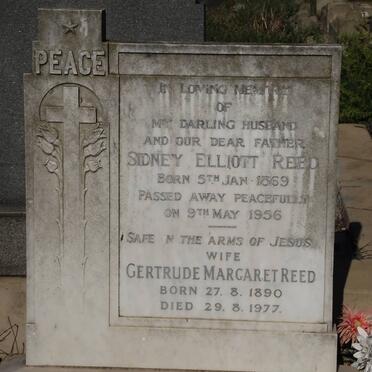 PEACE
IN LOVING MEMORY
OF
MY DARLING HUSBAND
AND OUR DEAR FATHER
SIDNEY ELLIOTT REED
BORN 5TH JAN 1869
PASSED AWAY PEACEFULLY
ON 9TH MAY 1956
SAFE IN THE ARMS OF JESUS
WIFE
GERTRUDE MARGARET REED
BORN 27. 8. 1890
DIED 29. 8. 1977.